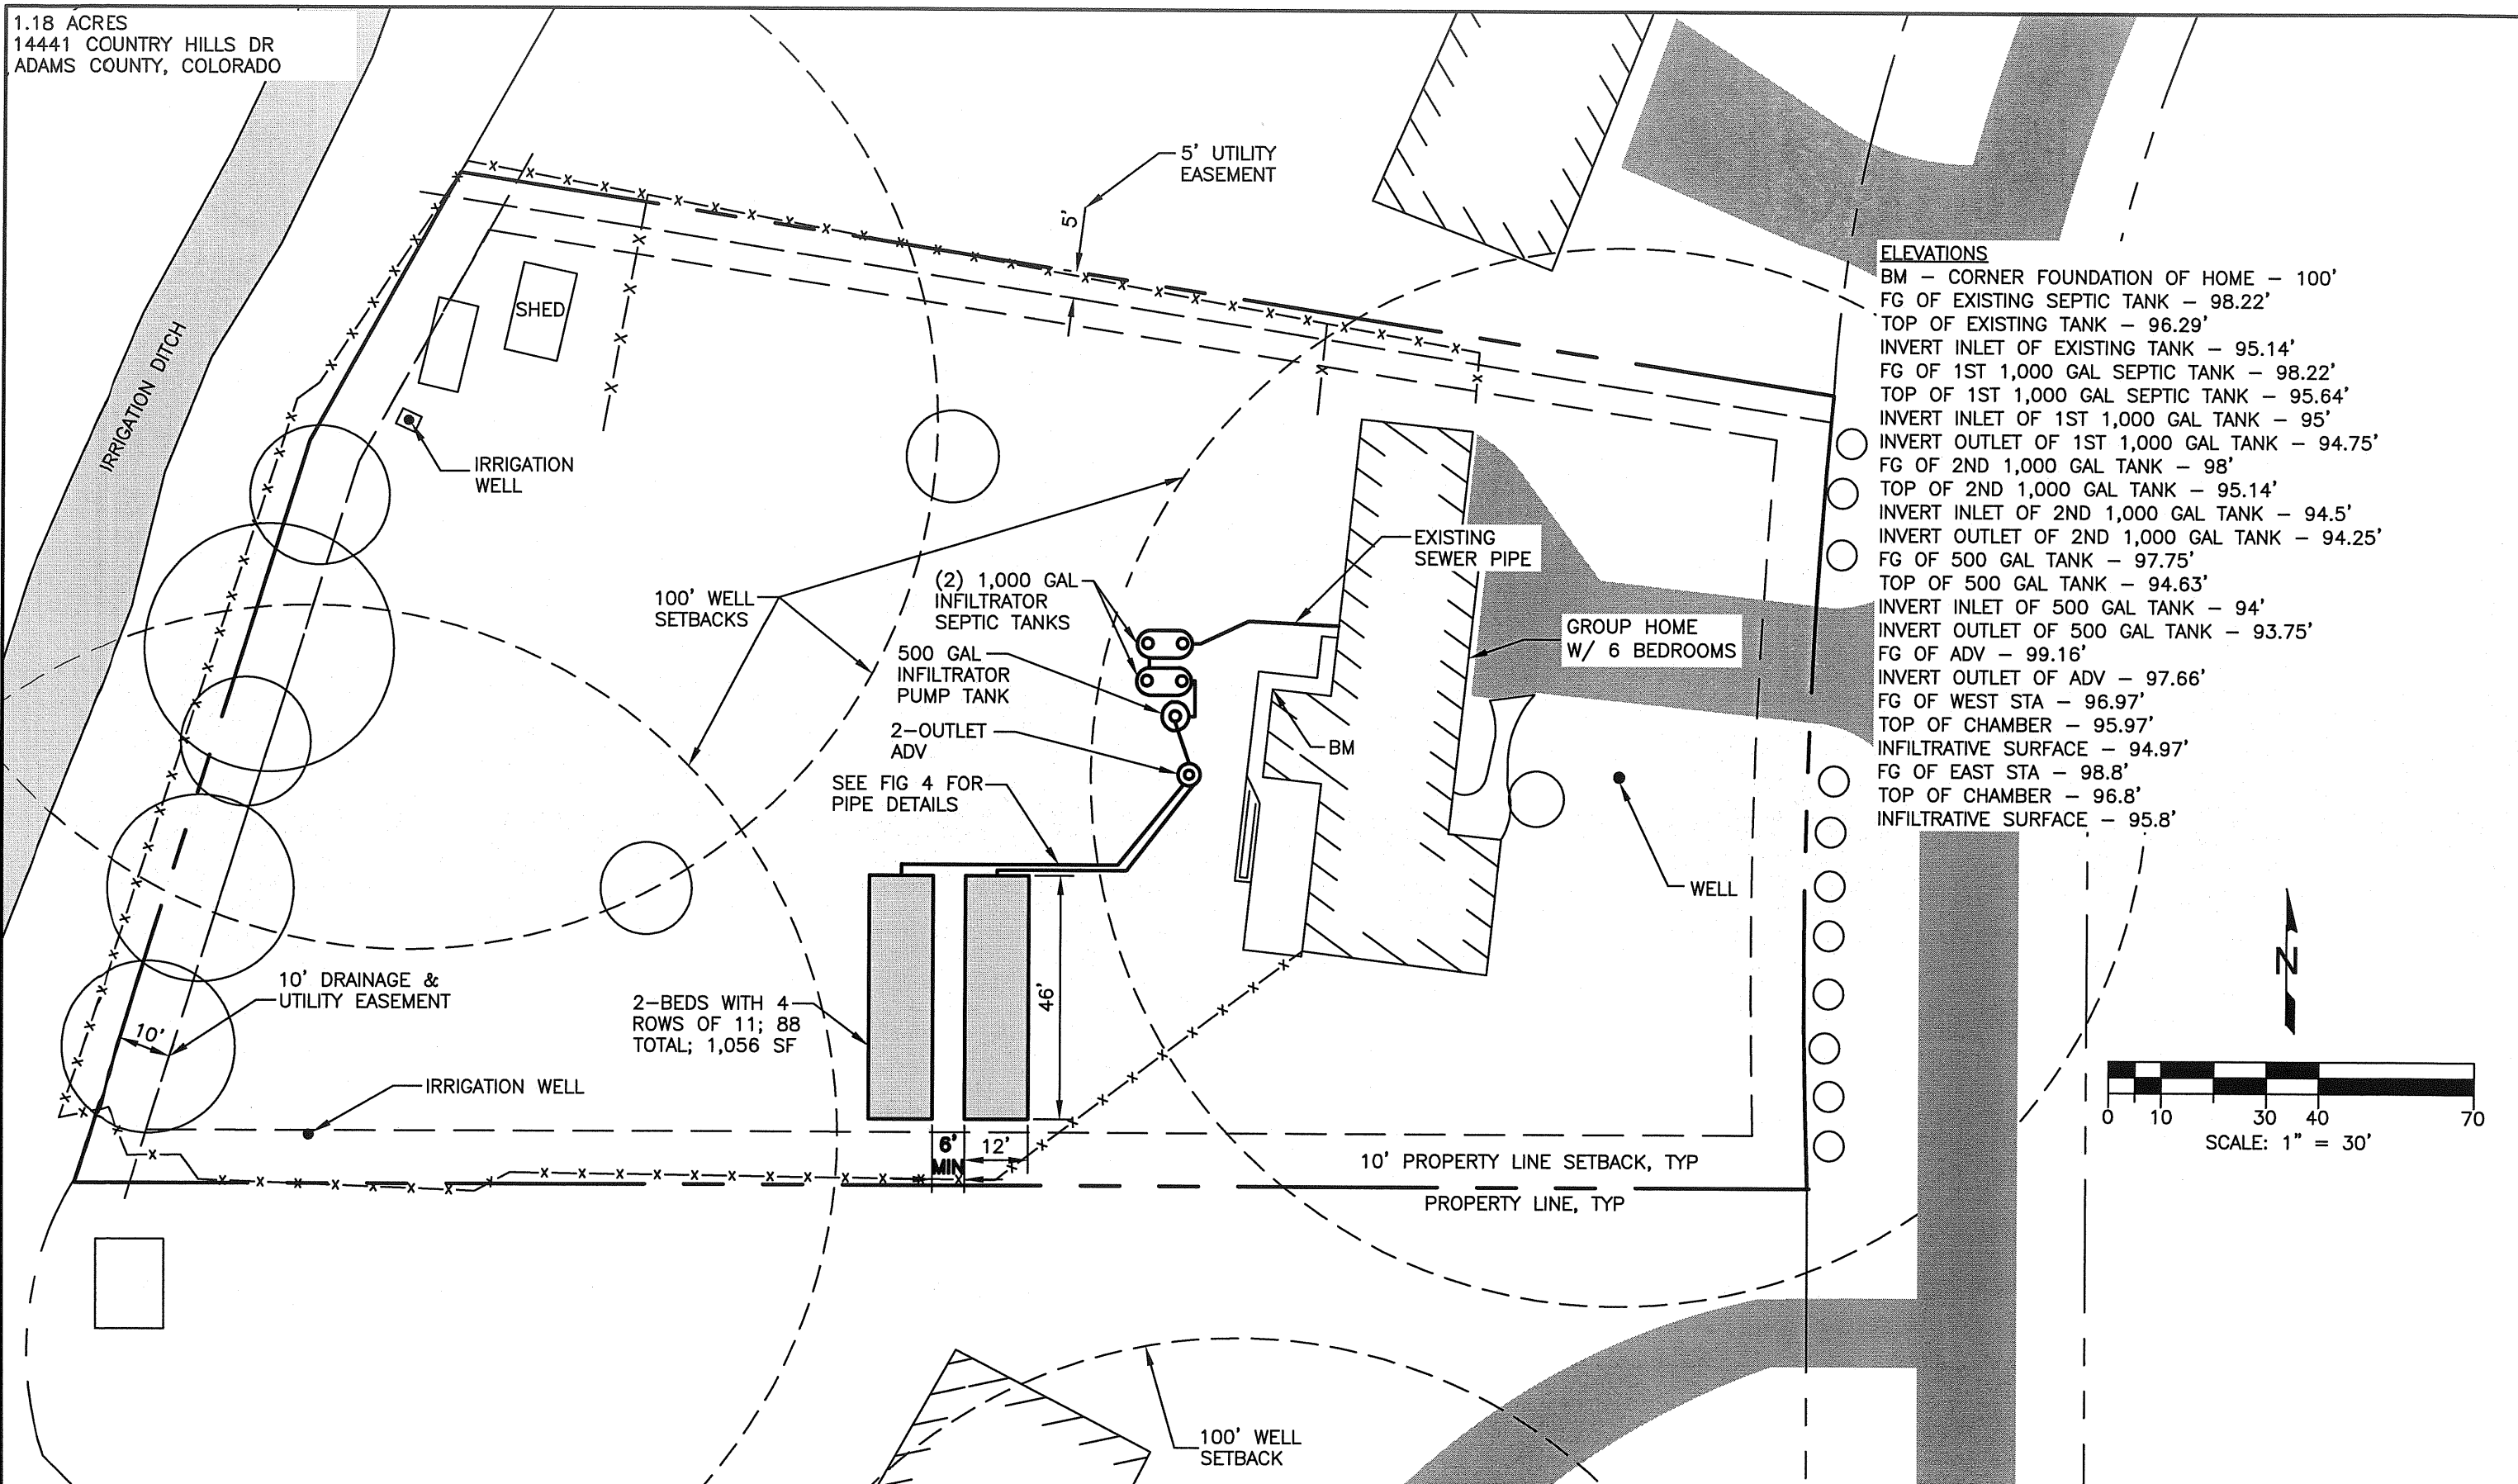 1.18 ACRES
14441 COUNTRY HILLS DR
ADAMS COUNTY, COLORADO
5' UTILITY
EASEMENT
5'
SHED
IRRIGATION DITCH
IRRIGATION
WELL
ELEVATIONS
BM – CORNER FOUNDATION OF HOME – 100'
FG OF EXISTING SEPTIC TANK – 98.22'
TOP OF EXISTING TANK – 96.29'
INVERT INLET OF EXISTING TANK – 95.14'
FG OF 1ST 1,000 GAL SEPTIC TANK – 98.22'
TOP OF 1ST 1,000 GAL SEPTIC TANK – 95.64'
INVERT INLET OF 1ST 1,000 GAL TANK – 95'
INVERT OUTLET OF 1ST 1,000 GAL TANK – 94.75'
FG OF 2ND 1,000 GAL TANK – 98'
TOP OF 2ND 1,000 GAL TANK – 95.14'
INVERT INLET OF 2ND 1,000 GAL TANK – 94.5'
INVERT OUTLET OF 2ND 1,000 GAL TANK – 94.25'
FG OF 500 GAL TANK – 97.75'
TOP OF 500 GAL TANK – 94.63'
INVERT INLET OF 500 GAL TANK – 94'
INVERT OUTLET OF 500 GAL TANK – 93.75'
FG OF ADV – 99.16'
INVERT OUTLET OF ADV – 97.66'
FG OF WEST STA – 96.97'
TOP OF CHAMBER – 95.97'
INFILTRATIVE SURFACE – 94.97'
FG OF EAST STA – 98.8'
TOP OF CHAMBER – 96.8'
INFILTRATIVE SURFACE – 95.8'
EXISTING
SEWER PIPE
100' WELL
SETBACKS
(2) 1,000 GAL
INFILTRATOR
SEPTIC TANKS
500 GAL
INFILTRATOR
PUMP TANK
2-OUTLET
ADV
SEE FIG 4 FOR
PIPE DETAILS
GROUP HOME
W/ 6 BEDROOMS
BM
WELL
10' DRAINAGE &
UTILITY EASEMENT
10'
2-BEDS WITH 4
ROWS OF 11; 88
TOTAL; 1,056 SF
46'
IRRIGATION WELL
6'
MIN
12'
10' PROPERTY LINE SETBACK, TYP
PROPERTY LINE, TYP
N
0 10 30 40 70
SCALE: 1" = 30'
100' WELL
SETBACK